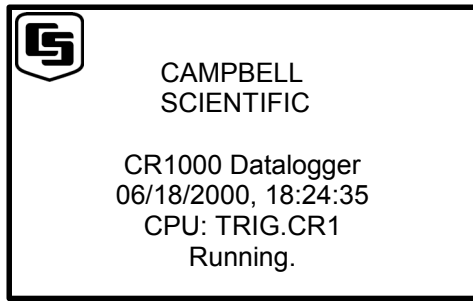 CAMPBELL
SCIENTIFIC
CR1000 Datalogger
06/18/2000, 18:24:35
CPU: TRIG.CR1
Running.